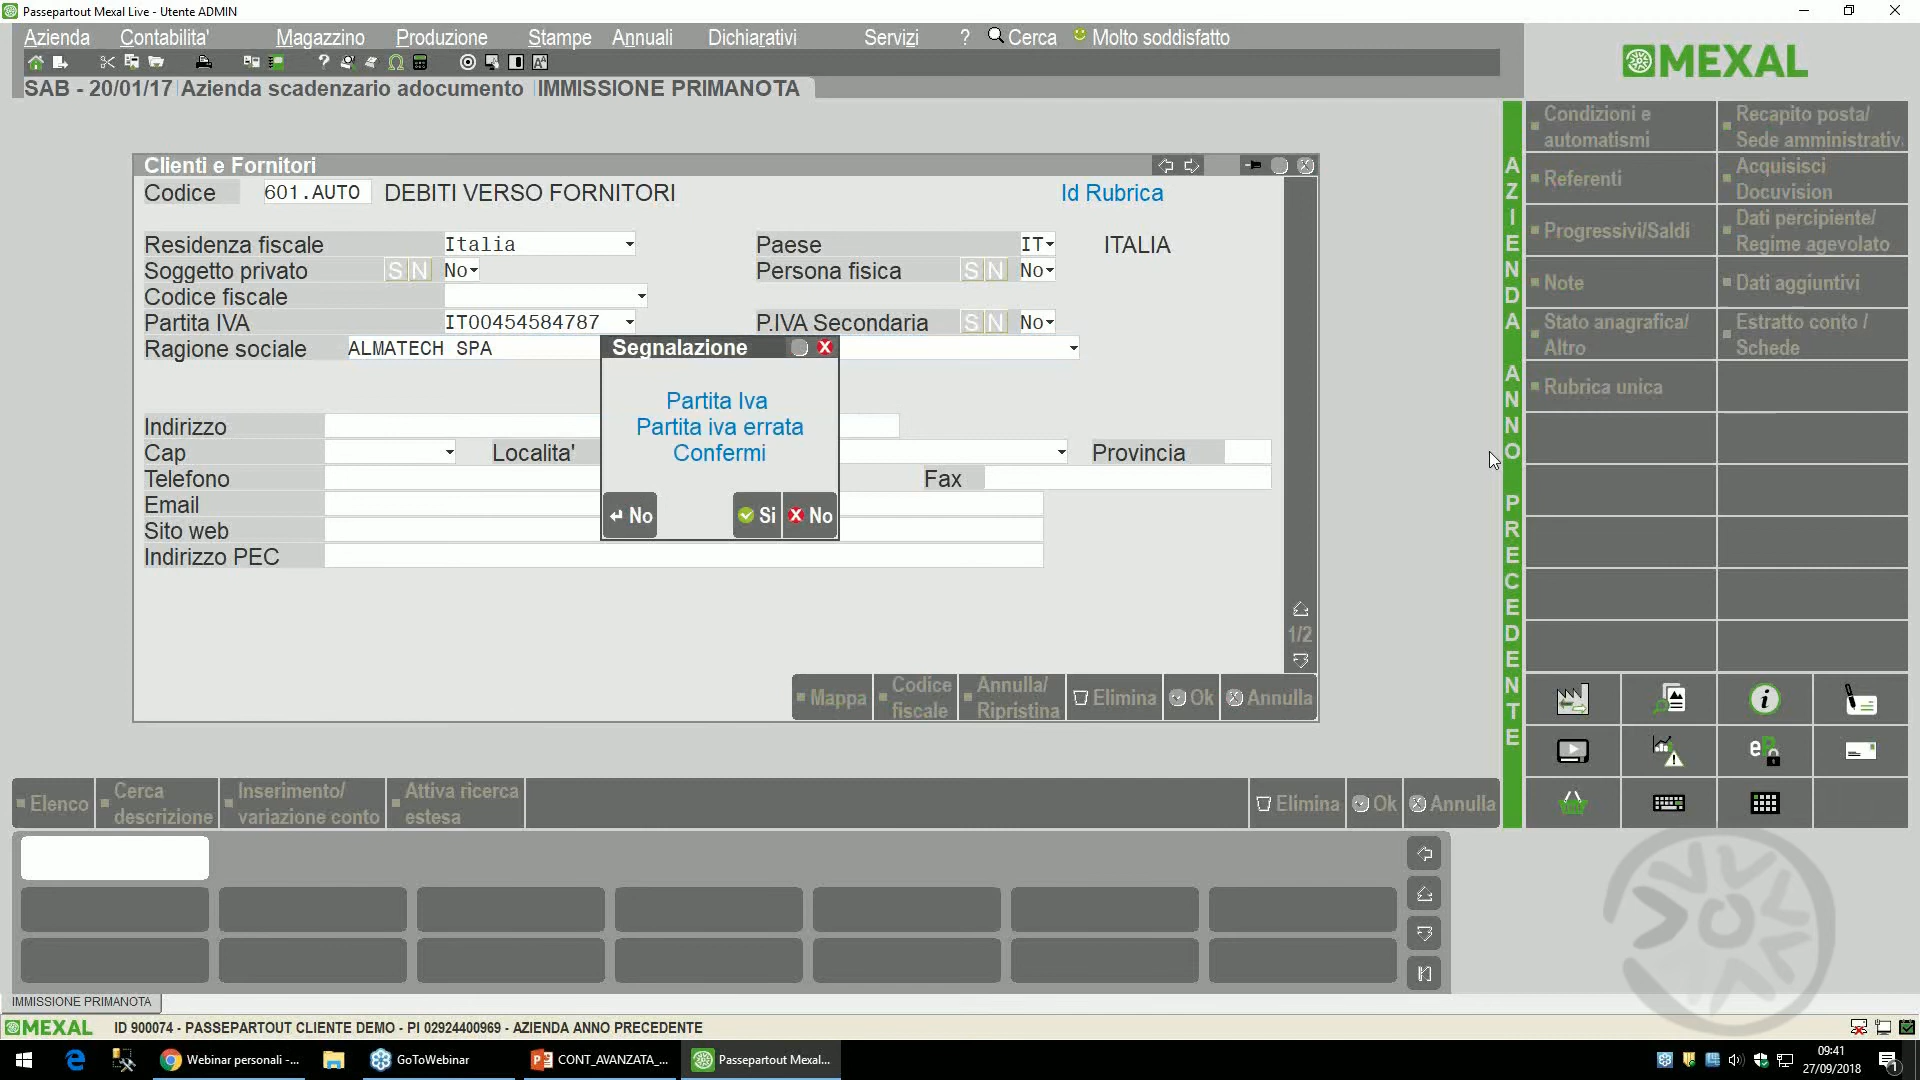 Passepartout Mexal Live - Utente ADMIN
Azienda Contabilita' Magazzino Produzione Stampe Annuali Dichiarativi Servizi ? Cerca Molto soddisfatto
SAB - 20/01/17 Azienda scadenzario adocumento IMMISSIONE PRIMANOTA
MEXAL
Clienti e Fornitori
Codice 601.AUTO DEBITI VERSO FORNITORI Id Rubrica
Residenza fiscale Italia Paese IT ITALIA
Soggetto privato S N No Persona fisica S N No
Codice fiscale
Partita IVA IT00454584787 P.IVA Secondaria S N No
Ragione sociale ALMATECH SPA
Indirizzo
Cap Localita' Provincia
Telefono Fax
Email
Sito web
Indirizzo PEC
1/2
Segnalazione
Partita Iva
Partita iva errata
Confermi
No Si No
Mappa Codice fiscale Annulla/ Ripristina Elimina Ok Annulla
AZIENDA ANNO PRECEDENTE
Condizioni e automatismi
Recapito posta/ Sede amministrativ
Referenti
Acquisisci Docuvision
Progressivi/Saldi
Dati percipiente/ Regime agevolato
Note
Dati aggiuntivi
Stato anagrafica/ Altro
Estratto conto / Schede
Rubrica unica
Elenco Cerca descrizione Inserimento/ variazione conto Attiva ricerca estesa Elimina Ok Annulla
IMMISSIONE PRIMANOTA
MEXAL ID 900074 - PASSEPARTOUT CLIENTE DEMO - PI 02924400969 - AZIENDA ANNO PRECEDENTE
Webinar personali -... GoToWebinar CONT_AVANZATA_... Passepartout Mexal...
09:41
27/09/2018